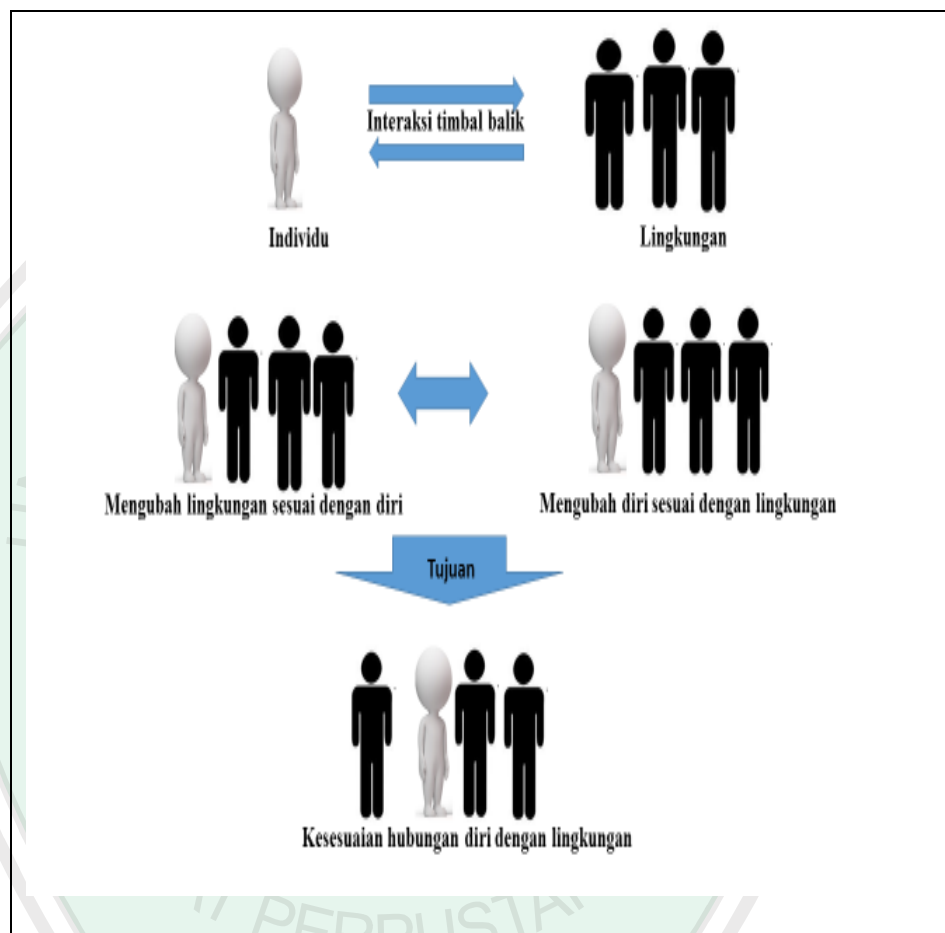 Interaksi timbal balik
Individu
Lingkungan
Mengubah lingkungan sesuai dengan diri
Mengubah diri sesuai dengan lingkungan
Tujuan
Kesesuaian hubungan diri dengan lingkungan